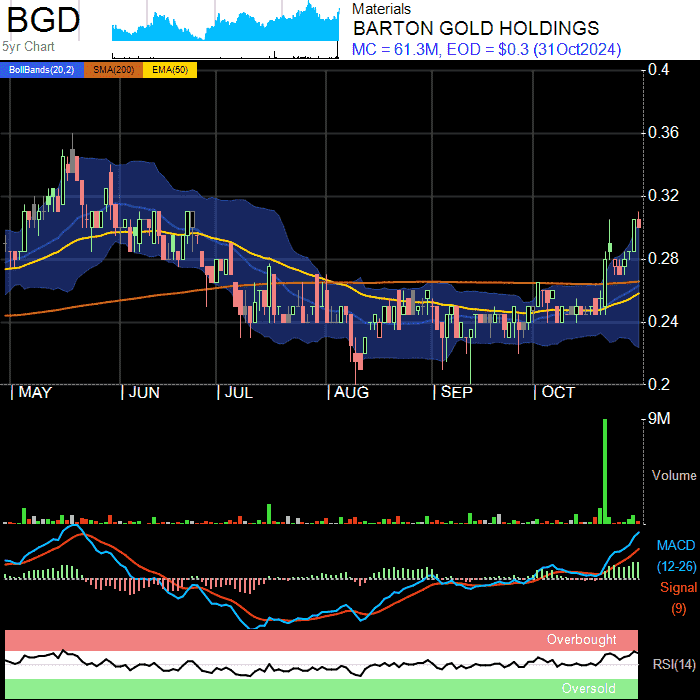 BGD
5yr Chart
Materials
BARTON GOLD HOLDINGS
MC = 61.3M, EOD = $0.3 (31Oct2024)
BollBands(20,2) SMA(200) EMA(50)
0.4
0.36
0.32
0.28
0.24
0.2
MAY JUN JUL AUG SEP OCT
9M
Volume
MACD
(12-26)
Signal
(9)
Overbought
RSI(14)
Oversold